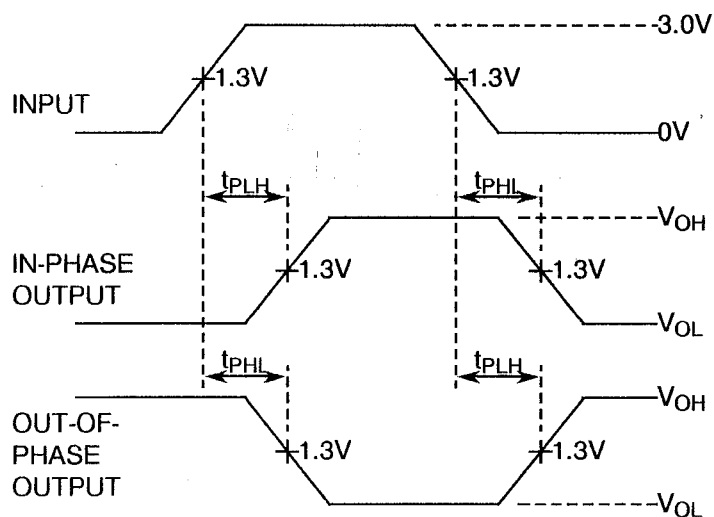 3.0V
1.3V
1.3V
INPUT
0V
tPLH
tPHL
VOH
IN-PHASE
OUTPUT
1.3V
1.3V
VOL
tPHL
tPLH
VOH
OUT-OF-
PHASE
OUTPUT
1.3V
1.3V
VOL